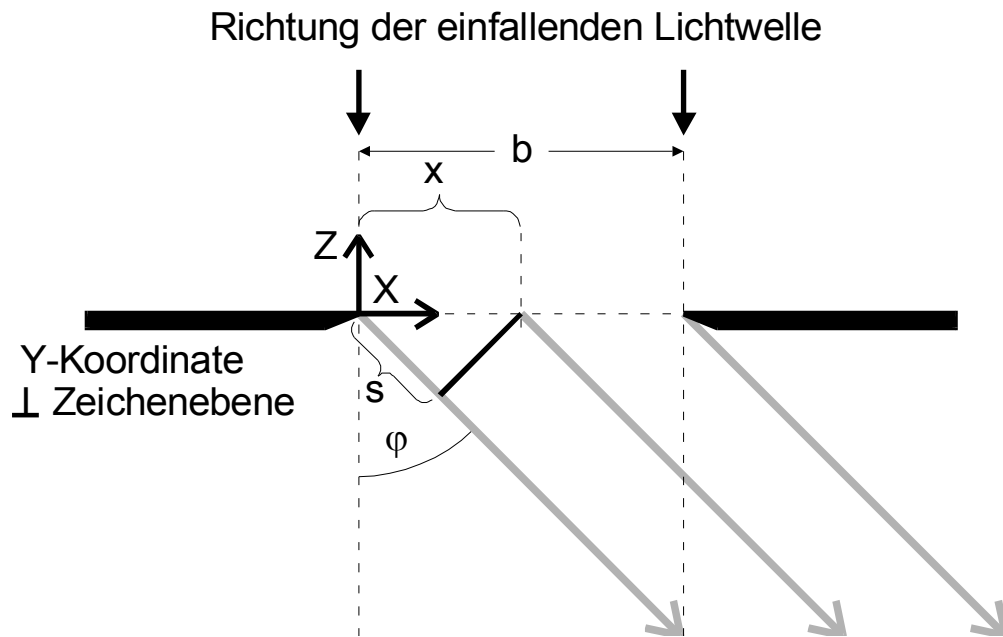 Richtung der einfallenden Lichtwelle
b
x
Z
X
Y-Koordinate
⊥ Zeichenebene
s
φ